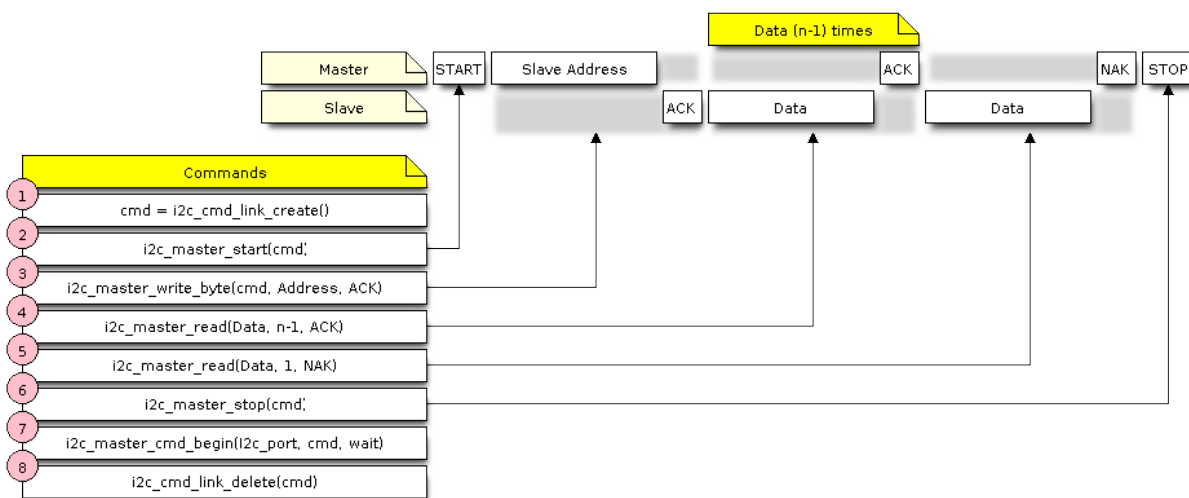 Data (n-1) times
Master START Slave Address ACK NAK STOP
Slave ACK Data Data
Commands
1
cmd = i2c_cmd_link_create()
2
i2c_master_start(cmd)
3
i2c_master_write_byte(cmd, Address, ACK)
4
i2c_master_read(Data, n-1, ACK)
5
i2c_master_read(Data, 1, NAK)
6
i2c_master_stop(cmd)
7
i2c_master_cmd_begin(I2c_port, cmd, wait)
8
i2c_cmd_link_delete(cmd)